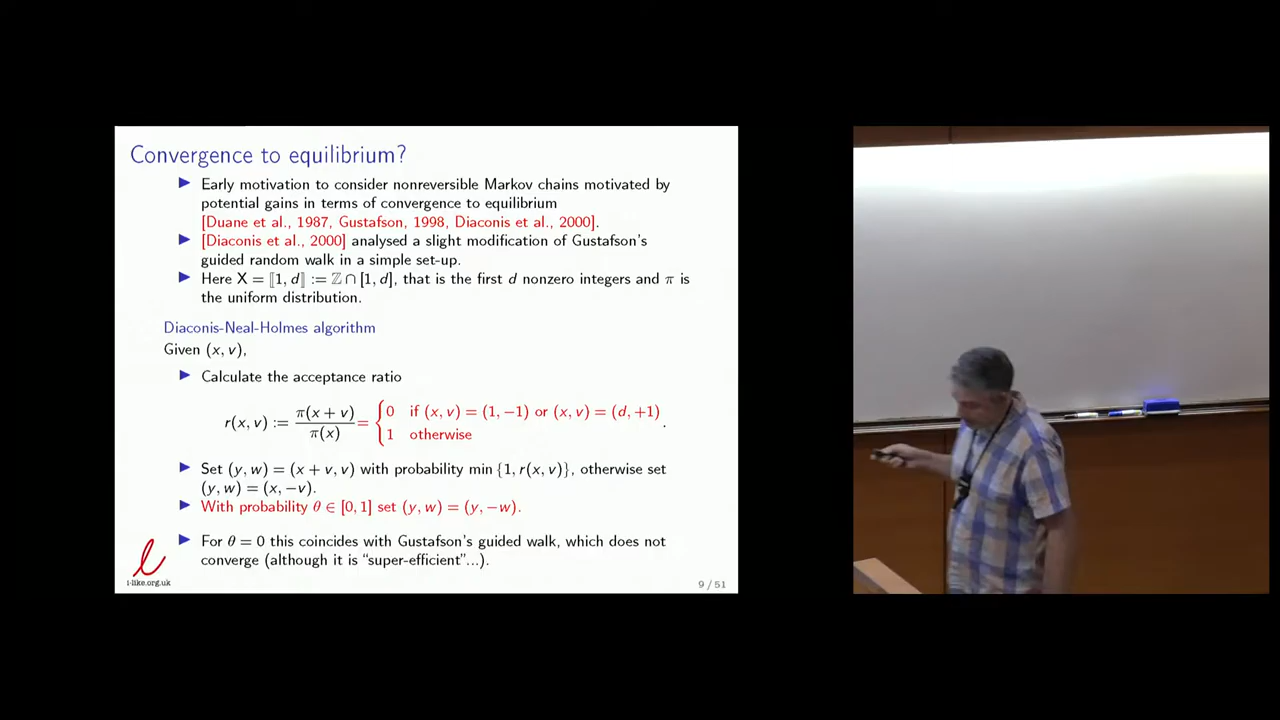 Convergence to equilibrium?
▶ Early motivation to consider nonreversible Markov chains motivated by
potential gains in terms of convergence to equilibrium
[Duane et al., 1987, Gustafson, 1998, Diaconis et al., 2000].
▶ [Diaconis et al., 2000] analysed a slight modification of Gustafson's
guided random walk in a simple set-up.
▶ Here X = ⟦1, d⟧ := ℤ ∩ [1, d], that is the first d nonzero integers and π is
the uniform distribution.
Diaconis-Neal-Holmes algorithm
Given (x, v),
▶ Calculate the acceptance ratio
r(x, v) := π(x + v)/π(x) = { 0 if (x, v) = (1, −1) or (x, v) = (d, +1)
1 otherwise .
▶ Set (y, w) = (x + v, v) with probability min {1, r(x, v)}, otherwise set
(y, w) = (x, −v).
▶ With probability θ ∈ [0, 1] set (y, w) = (y, −w).
▶ For θ = 0 this coincides with Gustafson's guided walk, which does not
converge (although it is "super-efficient"...).
i-like.org.uk
9 / 51